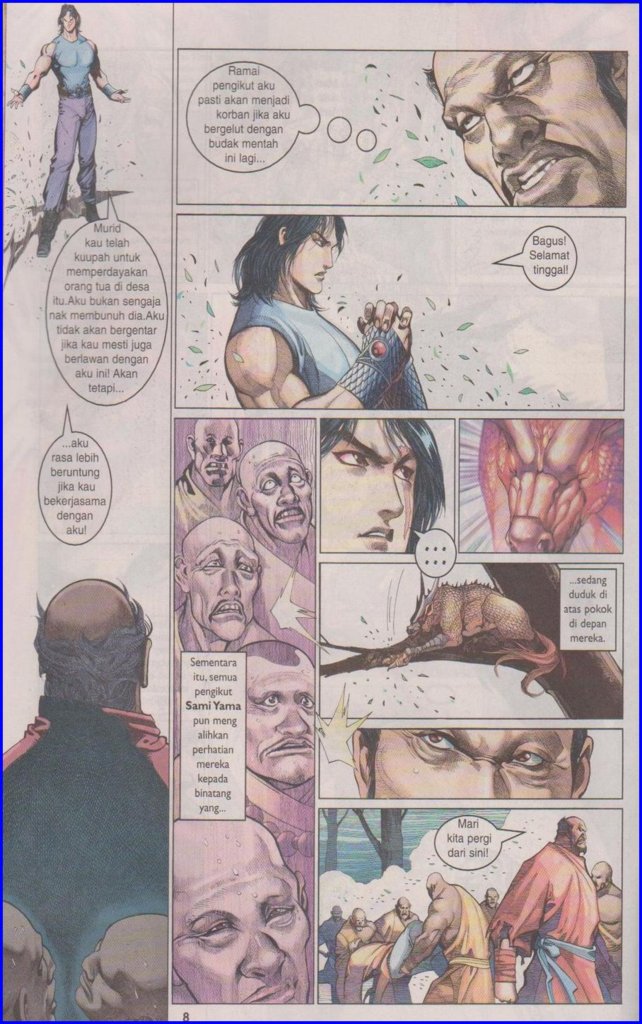 Murid
kau telah
kuupah untuk
memperdayakan
orang tua di desa
itu.Aku bukan sengaja
nak membunuh dia.Aku
tidak akan bergentar
jika kau mesti juga
berlawan dengan
aku ini! Akan
tetapi...
...aku
rasa lebih
beruntung
jika kau
bekerjasama
dengan
aku!
Ramai
pengikut aku
pasti akan menjadi
korban jika aku
bergelut dengan
budak mentah
ini lagi...
Bagus!
Selamat
tinggal!
Sementara
itu, semua
pengikut
Sami Yama
pun meng
alihkan
perhatian
mereka
kepada
binatang
yang...
...
...
...sedang
duduk di
atas pokok
di depan
mereka.
Mari
kita pergi
dari sini!
8